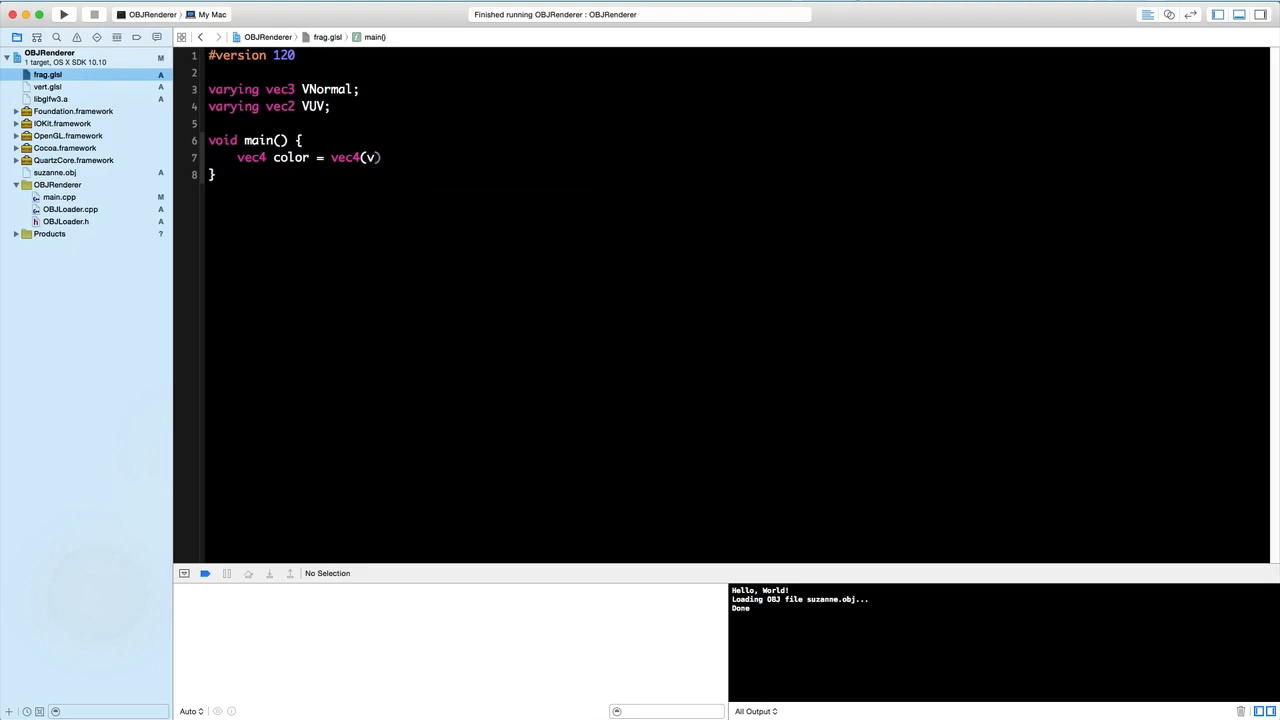 OBJRenderer › My Mac
Finished running OBJRenderer : OBJRenderer
OBJRenderer › frag.glsl › main()
OBJRenderer M
1 target, OS X SDK 10.10
frag.glsl A
vert.glsl A
libglfw3.a A
Foundation.framework
IOKit.framework
OpenGL.framework
Cocoa.framework
QuartzCore.framework
suzanne.obj A
OBJRenderer
main.cpp M
OBJLoader.cpp A
OBJLoader.h A
Products ?
1 #version 120
2
3 varying vec3 VNormal;
4 varying vec2 VUV;
5
6 void main() {
7 vec4 color = vec4(v)
8 }
No Selection
Hello, World!
Loading OBJ file suzanne.obj...
Done
Auto
All Output